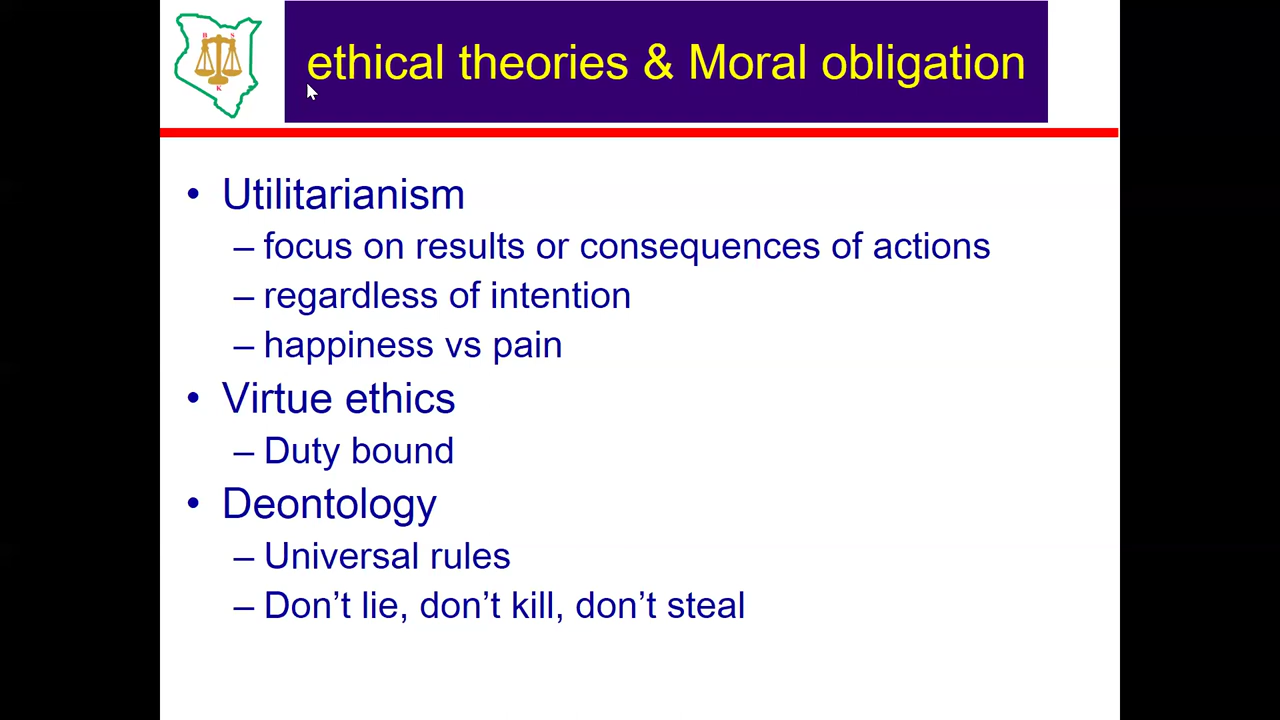 B S
K
ethical theories & Moral obligation
• Utilitarianism
– focus on results or consequences of actions
– regardless of intention
– happiness vs pain
• Virtue ethics
– Duty bound
• Deontology
– Universal rules
– Don’t lie, don’t kill, don’t steal